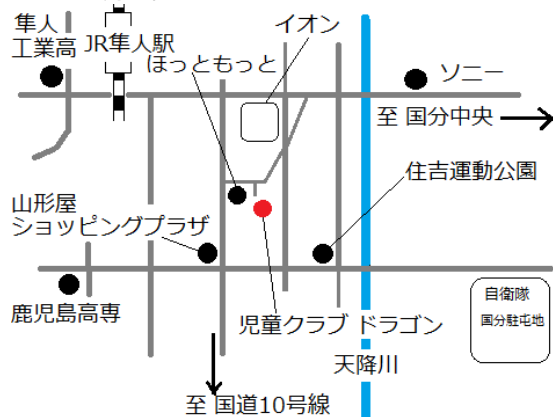 隼人
工業高
JR隼人駅
イオン
ほっともっと
ソニー
至 国分中央
住吉運動公園
山形屋
ショッピングプラザ
鹿児島高専
児童クラブ ドラゴン
自衛隊
国分駐屯地
天降川
至 国道10号線